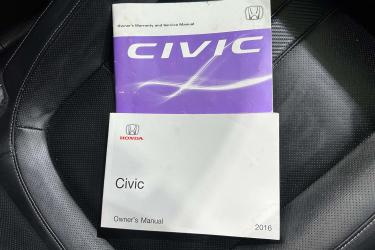 Owner's Warranty and Service Manual
CIVIC
HONDA
Civic
Owner's Manual
2016